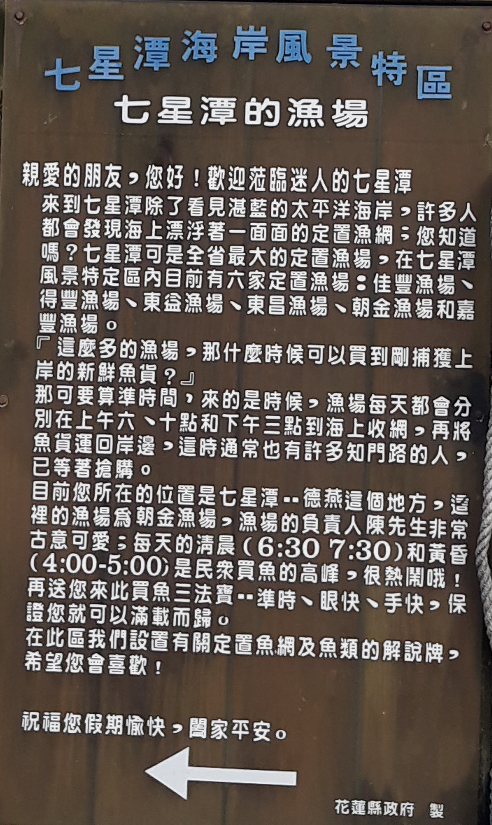 七星潭海岸風景特區
七星潭的漁場
親愛的朋友，您好！歡迎蒞臨迷人的七星潭
來到七星潭除了看見湛藍的太平洋海岸，許多人
都會發現海上漂浮著一面面的定置漁網；您知道
嗎？七星潭可是全省最大的定置漁場，在七星潭
風景特定區內目前有六家定置漁場：佳豐漁場、
得豐漁場、東益漁場、東昌漁場、朝金漁場和嘉
豐漁場。
『這麼多的漁場，那什麼時候可以買到剛捕獲上
岸的新鮮魚貨？』
那可要算準時間，來的是時候，漁場每天都會分
別在上午六、十點和下午三點到海上收網，再將
魚貨運回岸邊，這時通常也有許多知門路的人，
已等著搶購。
目前您所在的位置是七星潭··德燕這個地方，這
裡的漁場為朝金漁場，漁場的負責人陳先生非常
古意可愛；每天的清晨（6:30 7:30）和黃昏
（4:00-5:00）是民衆買魚的高峰，很熱鬧哦！
再送您來此買魚三法寶··準時、眼快、手快，保
證您就可以滿載而歸。
在此區我們設置有關定置魚網及魚類的解說牌，
希望您會喜歡！
祝福您假期愉快，闔家平安。
花蓮縣政府 製